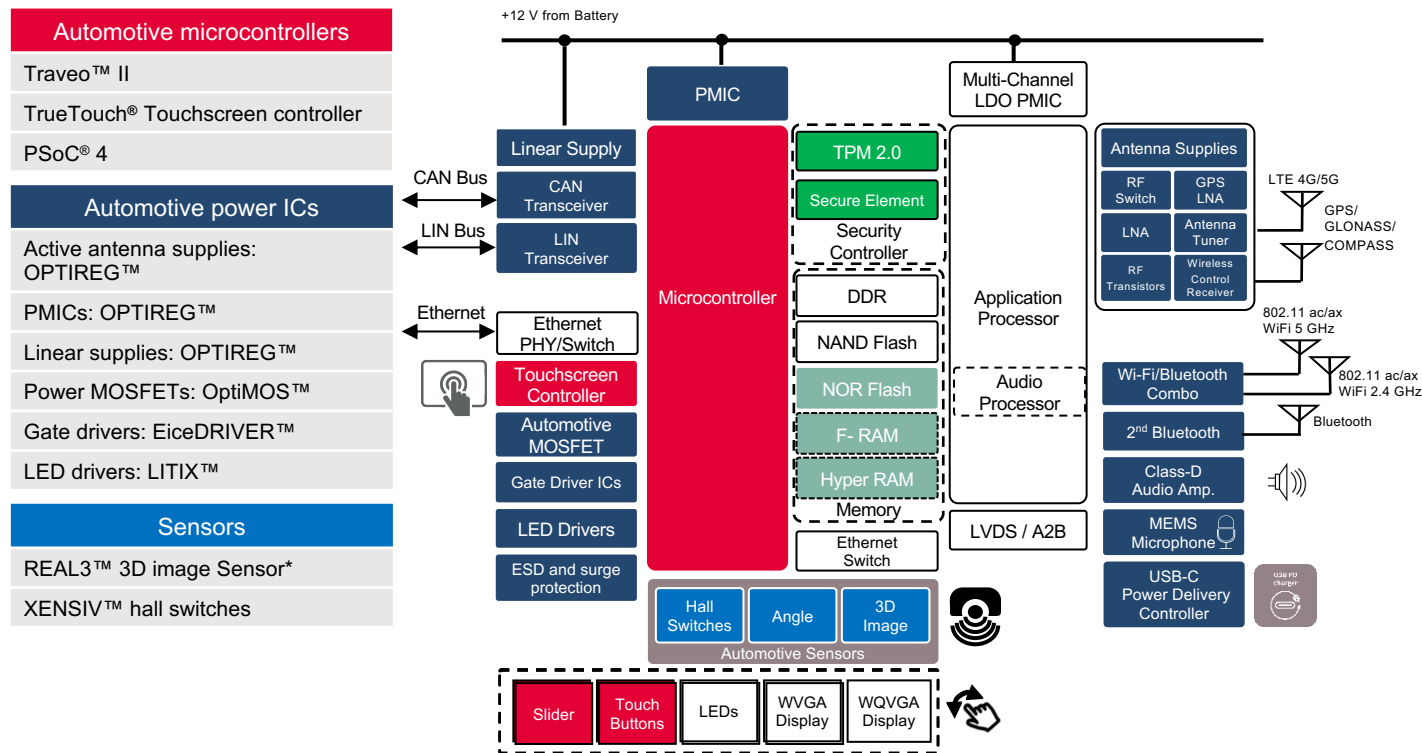 Automotive microcontrollers
Traveo™ II
TrueTouch® Touchscreen controller
PSoC® 4
Automotive power ICs
Active antenna supplies:
OPTIREG™
PMICs: OPTIREG™
Linear supplies: OPTIREG™
Power MOSFETs: OptiMOS™
Gate drivers: EiceDRIVER™
LED drivers: LITIX™
Sensors
REAL3™ 3D image Sensor*
XENSIV™ hall switches
+12 V from Battery
PMIC
Multi-Channel
LDO PMIC
Linear Supply
CAN Bus
CAN
Transceiver
LIN Bus
LIN
Transceiver
Ethernet
Ethernet
PHY/Switch
Touchscreen
Controller
Automotive
MOSFET
Gate Driver ICs
LED Drivers
ESD and surge
protection
Microcontroller
TPM 2.0
Secure Element
Security
Controller
DDR
NAND Flash
NOR Flash
F- RAM
Hyper RAM
Memory
Ethernet
Switch
Application
Processor
Audio
Processor
LVDS / A2B
Antenna Supplies
RF
Switch
GPS
LNA
LNA
Antenna
Tuner
RF
Transistors
Wireless
Control
Receiver
LTE 4G/5G
GPS/
GLONASS/
COMPASS
802.11 ac/ax
WiFi 5 GHz
Wi-Fi/Bluetooth
Combo
802.11 ac/ax
WiFi 2.4 GHz
2nd Bluetooth
Bluetooth
Class-D
Audio Amp.
MEMS
Microphone
USB-C
Power Delivery
Controller
USB PD
charger
Hall
Switches
Angle
3D
Image
Automotive Sensors
Slider
Touch
Buttons
LEDs
WVGA
Display
WQVGA
Display